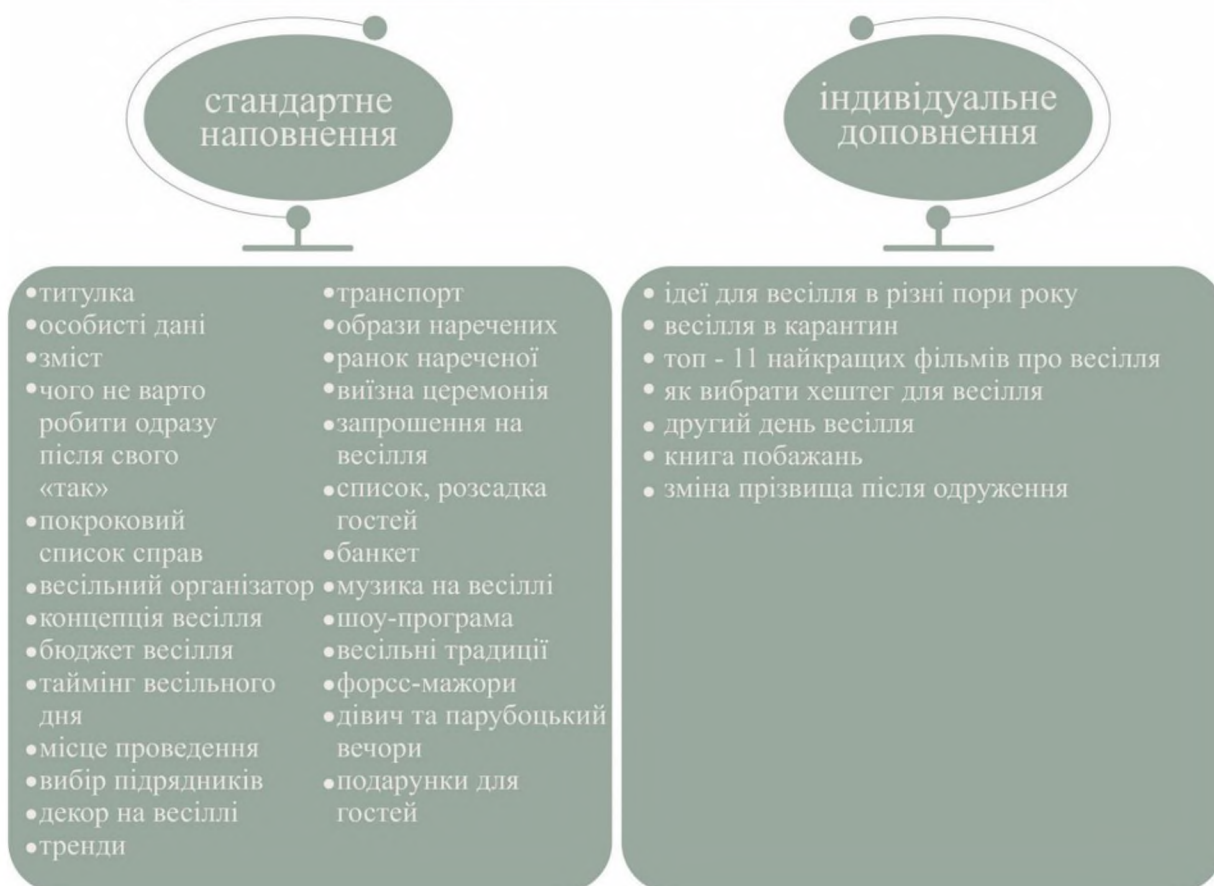 стандартне
наповнення
індивідуальне
доповнення
•титулка
•особисті дані
•зміст
•чого не варто
робити одразу
після свого
«так»
•покроковий
список справ
•весільний організатор
•концепція весілля
•бюджет весілля
•таймінг весільного
дня
•місце проведення
•вибір підрядників
•декор на весіллі
•тренди
•транспорт
•образи наречених
•ранок нареченої
•виїзна церемонія
•запрошення на
весілля
•список, розсадка
гостей
•банкет
•музика на весіллі
•шоу-програма
•весільні традиції
•форсс-мажори
•дівич та парубоцький
вечори
•подарунки для
гостей
• ідеї для весілля в різні пори року
• весілля в карантин
• топ - 11 найкращих фільмів про весілля
• як вибрати хештег для весілля
• другий день весілля
• книга побажань
• зміна прізвища після одруження